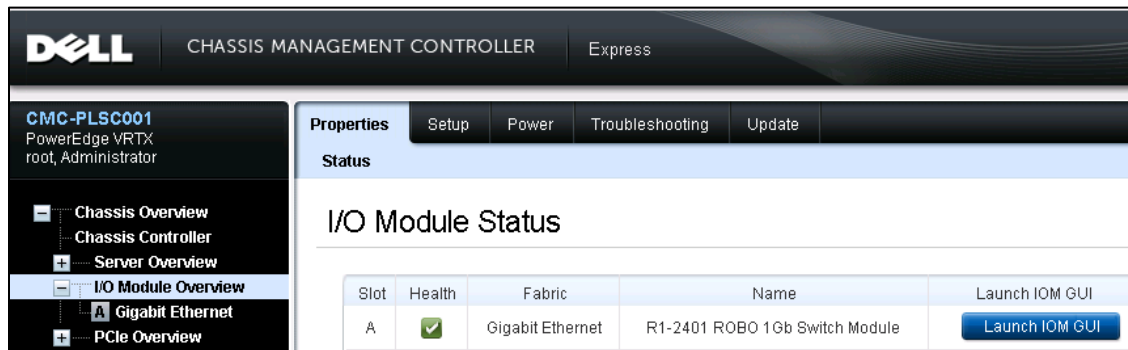 DELL CHASSIS MANAGEMENT CONTROLLER Express
CMC-PLSC001
PowerEdge VRTX
root, Administrator
Properties Setup Power Troubleshooting Update
Status
Chassis Overview
Chassis Controller
Server Overview
I/O Module Overview
A Gigabit Ethernet
PCIe Overview
I/O Module Status
Slot Health Fabric Name Launch IOM GUI
A Gigabit Ethernet R1-2401 ROBO 1Gb Switch Module Launch IOM GUI